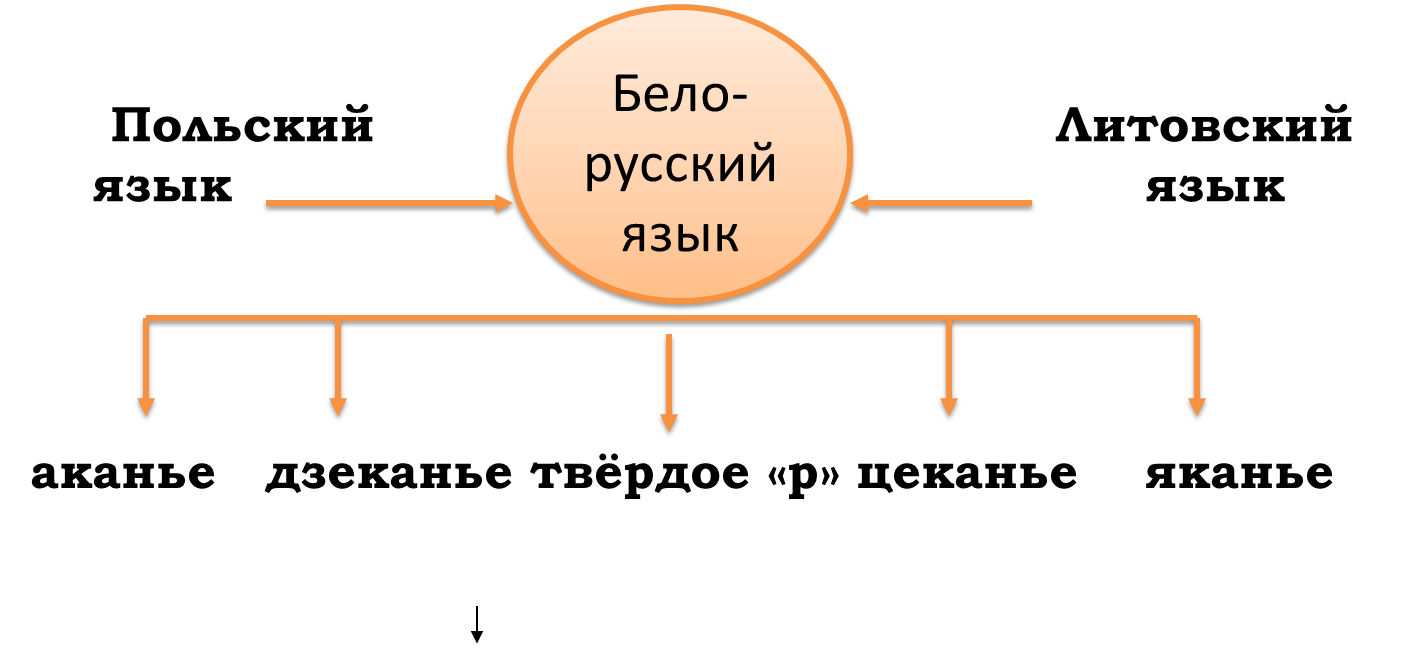 Польский
язык
Бело-
русский
язык
Литовский
язык
аканье
дзеканье
твёрдое «р»
цеканье
яканье